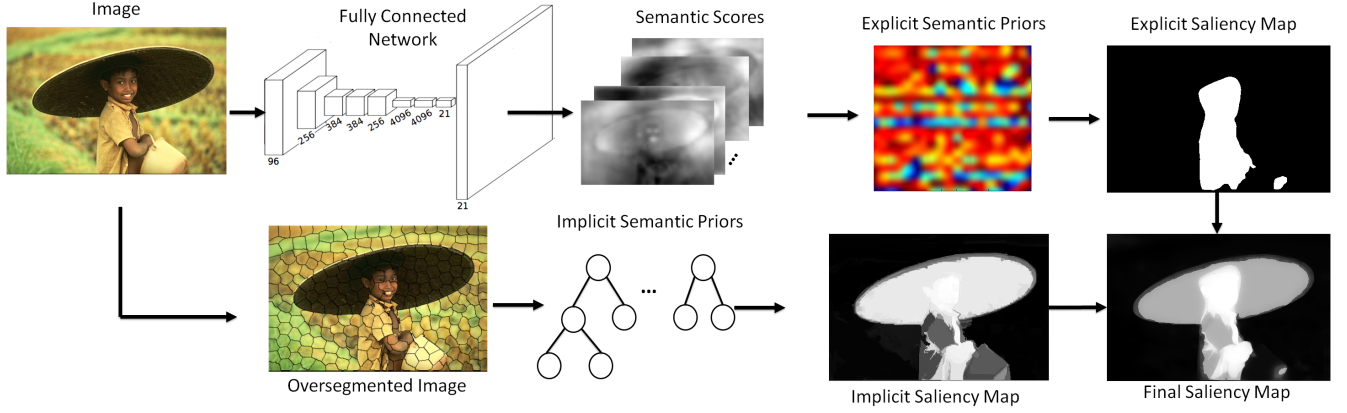 Image
Fully Connected
Network
Semantic Scores
Explicit Semantic Priors
Explicit Saliency Map
96
256
384
384
256
4096
4096
21
21
Implicit Semantic Priors
Oversegmented Image
Implicit Saliency Map
Final Saliency Map